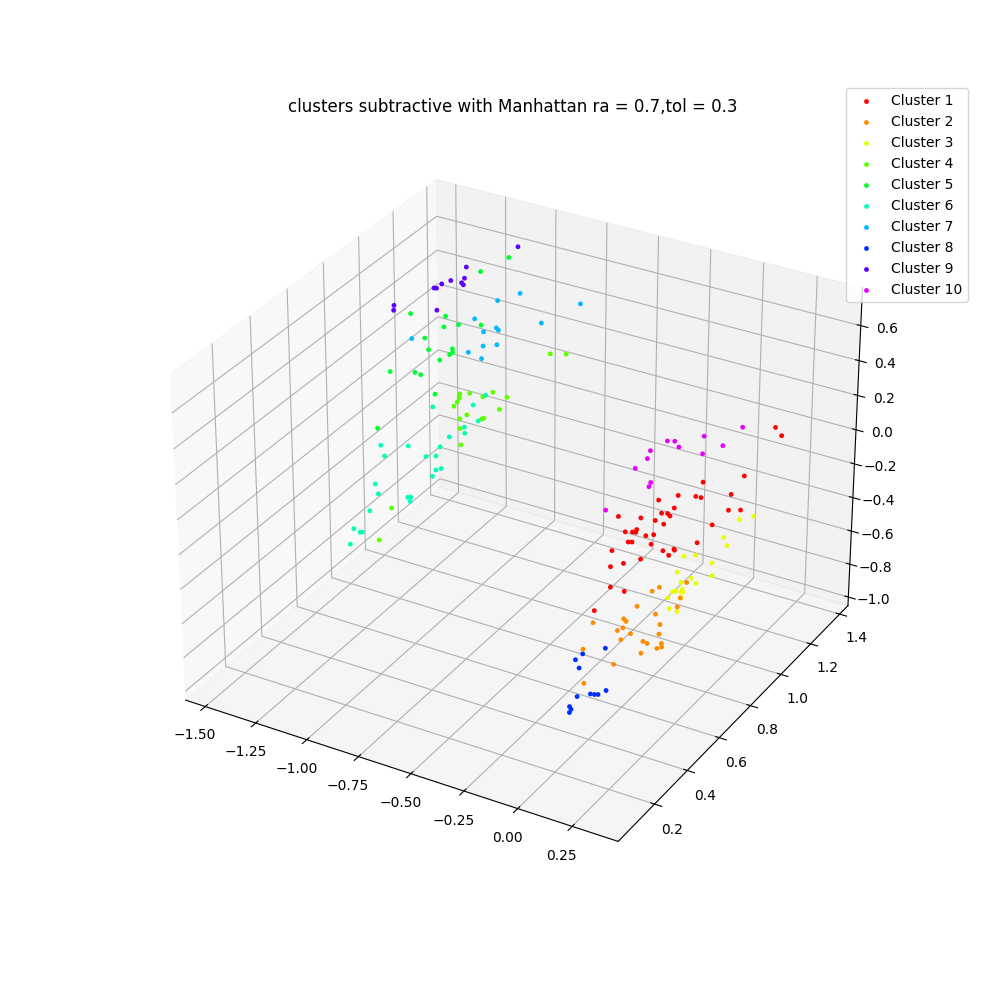 clusters subtractive with Manhattan ra = 0.7,tol = 0.3
Cluster 1
Cluster 2
Cluster 3
Cluster 4
Cluster 5
Cluster 6
Cluster 7
Cluster 8
Cluster 9
Cluster 10
0.6
0.4
0.2
0.0
−0.2
−0.4
−0.6
−0.8
−1.0
1.4
1.2
1.0
0.8
0.6
0.4
0.2
−1.50
−1.25
−1.00
−0.75
−0.50
−0.25
0.00
0.25